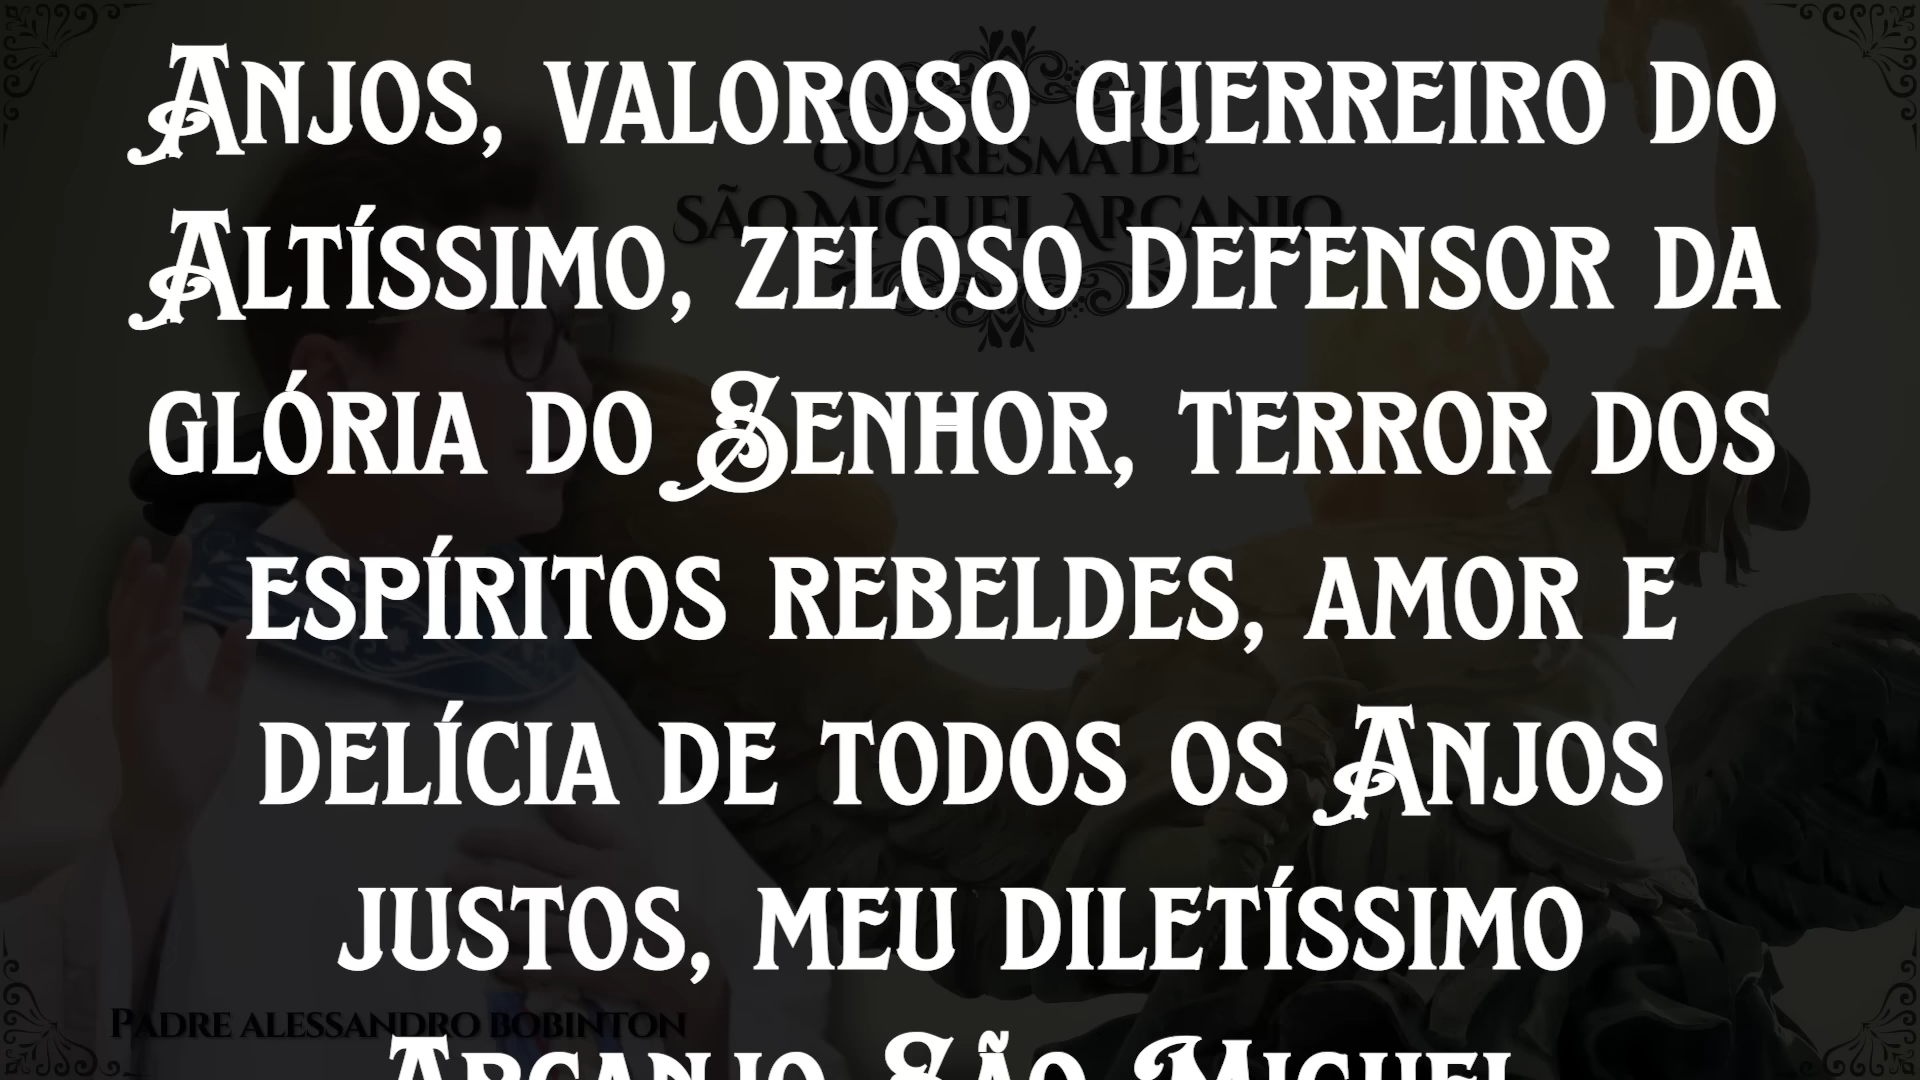 Anjos, valoroso guerreiro do
Altíssimo, zeloso defensor da
glória do Senhor, terror dos
espíritos rebeldes, amor e
delícia de todos os Anjos
justos, meu diletíssimo
Arcanjo São Miguel
Quaresma de
São Miguel Arcanjo
Padre Alessandro Bobinton